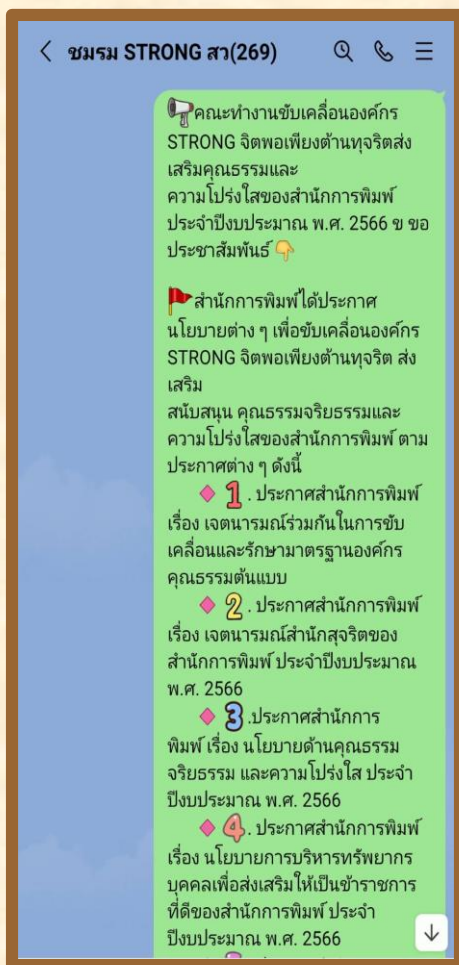 ชมรม STRONG สว(269)
📢คณะทำงานขับเคลื่อนองค์กร
STRONG จิตพอเพียงต้านทุจริตส่ง
เสริมคุณธรรมและ
ความโปร่งใสของสำนักการพิมพ์
ประจำปีงบประมาณ พ.ศ. 2566 ข ขอ
ประชาสัมพันธ์ 👇
🚩สำนักการพิมพ์ได้ประกาศ
นโยบายต่าง ๆ เพื่อขับเคลื่อนองค์กร
STRONG จิตพอเพียงต้านทุจริต ส่ง
เสริม
สนับสนุน คุณธรรมจริยธรรมและ
ความโปร่งใสของสำนักการพิมพ์ ตาม
ประกาศต่าง ๆ ดังนี้
♦ 1 . ประกาศสำนักการพิมพ์
เรื่อง เจตนารมณ์ร่วมกันในการขับ
เคลื่อนและรักษามาตรฐานองค์กร
คุณธรรมต้นแบบ
♦ 2 . ประกาศสำนักการพิมพ์
เรื่อง เจตนารมณ์สำนักสุจริตของ
สำนักการพิมพ์ ประจำปีงบประมาณ
พ.ศ. 2566
♦ 3 .ประกาศสำนักการ
พิมพ์ เรื่อง นโยบายด้านคุณธรรม
จริยธรรม และความโปร่งใส ประจำ
ปีงบประมาณ พ.ศ. 2566
♦ 4 . ประกาศสำนักการพิมพ์
เรื่อง นโยบายการบริหารทรัพยากร
บุคคลเพื่อส่งเสริมให้เป็นข้าราชการ
ที่ดีของสำนักการพิมพ์ ประจำ
ปีงบประมาณ พ.ศ. 2566